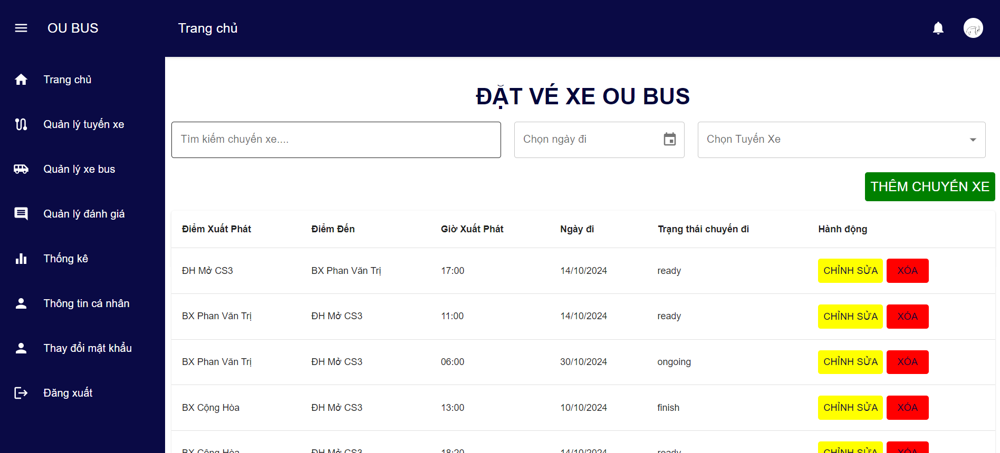 OU BUS
Trang chủ
Trang chủ
Quản lý tuyến xe
Quản lý xe bus
Quản lý đánh giá
Thống kê
Thông tin cá nhân
Thay đổi mật khẩu
Đăng xuất
ĐẶT VÉ XE OU BUS
Tìm kiếm chuyến xe.... Chọn ngày đi Chọn Tuyến Xe
THÊM CHUYẾN XE
Điểm Xuất Phát Điểm Đến Giờ Xuất Phát Ngày đi Trạng thái chuyến đi Hành động
ĐH Mở CS3 BX Phan Văn Trị 17:00 14/10/2024 ready CHỈNH SỬA XÓA
BX Phan Văn Trị ĐH Mở CS3 11:00 14/10/2024 ready CHỈNH SỬA XÓA
BX Phan Văn Trị ĐH Mở CS3 06:00 30/10/2024 ongoing CHỈNH SỬA XÓA
BX Cộng Hòa ĐH Mở CS3 13:00 10/10/2024 finish CHỈNH SỬA XÓA
BX Cộng Hòa ĐH Mở CS3 18:20 14/10/2024 ready CHỈNH SỬA XÓA